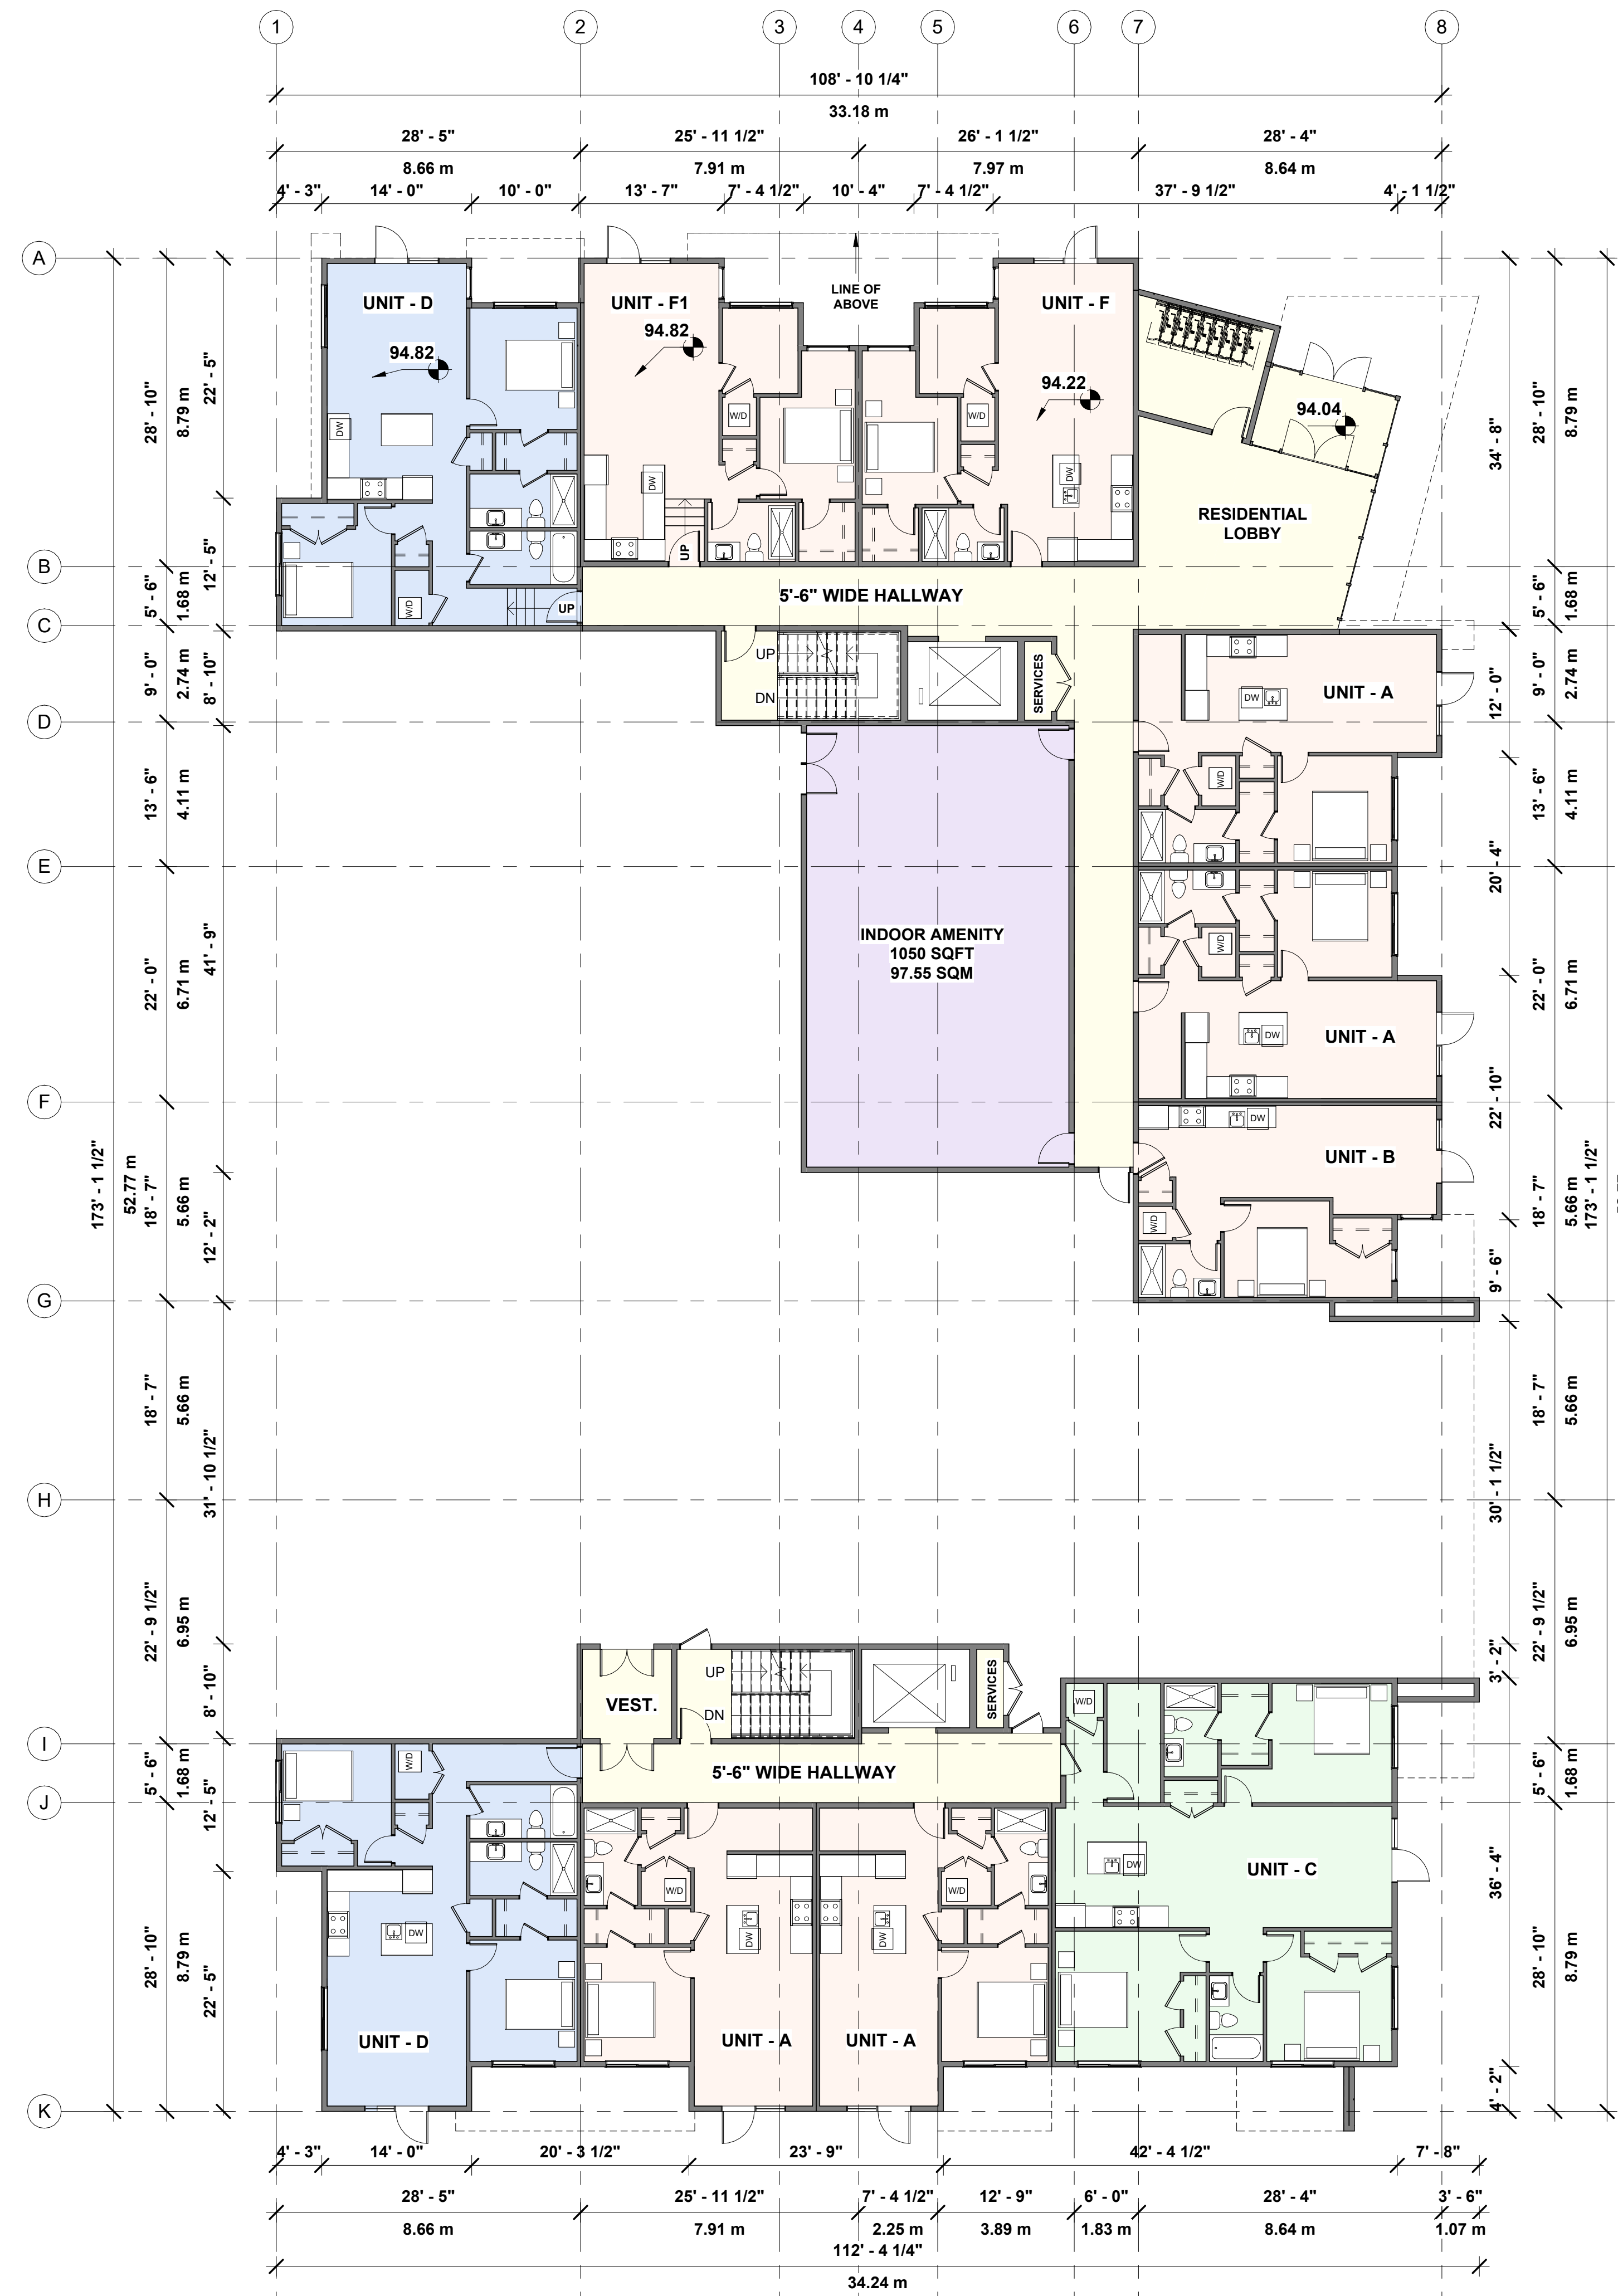 1 2 3 4 5 6 7 8
108' - 10 1/4"
33.18 m
28' - 5" 25' - 11 1/2" 26' - 1 1/2" 28' - 4"
8.66 m 7.91 m 7.97 m 8.64 m
4' - 3" 14' - 0" 10' - 0" 13' - 7" 7' - 4 1/2" 10' - 4" 7' - 4 1/2" 37' - 9 1/2" 4' - 1 1/2"
A
B
C
D
E
F
G
H
I
J
K
173' - 1 1/2"
52.77 m
28' - 10"
8.79 m
5' - 6"
1.68 m
9' - 0"
2.74 m
13' - 6"
4.11 m
22' - 0"
6.71 m
18' - 7"
5.66 m
18' - 7"
5.66 m
22' - 9 1/2"
6.95 m
5' - 6"
1.68 m
28' - 10"
8.79 m
22' - 5"
12' - 5"
8' - 10"
41' - 9"
12' - 2"
31' - 10 1/2"
8' - 10"
12' - 5"
22' - 5"
UNIT - D
94.82
DW
W/D
UP
UNIT - F1
94.82
W/D
DW
UP
LINE OF
ABOVE
UNIT - F
94.22
W/D
DW
94.04
RESIDENTIAL
LOBBY
5'-6" WIDE HALLWAY
UP
DN
SERVICES
UNIT - A
DW
W/D
INDOOR AMENITY
1050 SQFT
97.55 SQM
W/D
DW
UNIT - A
DW
UNIT - B
W/D
34' - 8"
12' - 0"
20' - 4"
22' - 10"
9' - 6"
30' - 1 1/2"
3' - 2"
36' - 4"
4' - 2"
28' - 10"
8.79 m
5' - 6"
1.68 m
9' - 0"
2.74 m
13' - 6"
4.11 m
22' - 0"
6.71 m
18' - 7"
5.66 m
18' - 7"
5.66 m
22' - 9 1/2"
6.95 m
5' - 6"
1.68 m
28' - 10"
8.79 m
173' - 1 1/2"
VEST.
UP
DN
SERVICES
W/D
5'-6" WIDE HALLWAY
W/D
DW
UNIT - D
W/D
DW
UNIT - A
W/D
DW
UNIT - A
DW
UNIT - C
4' - 3" 14' - 0" 20' - 3 1/2" 23' - 9" 42' - 4 1/2" 7' - 8"
28' - 5" 25' - 11 1/2" 7' - 4 1/2" 12' - 9" 6' - 0" 28' - 4" 3' - 6"
8.66 m 7.91 m 2.25 m 3.89 m 1.83 m 8.64 m 1.07 m
112' - 4 1/4"
34.24 m